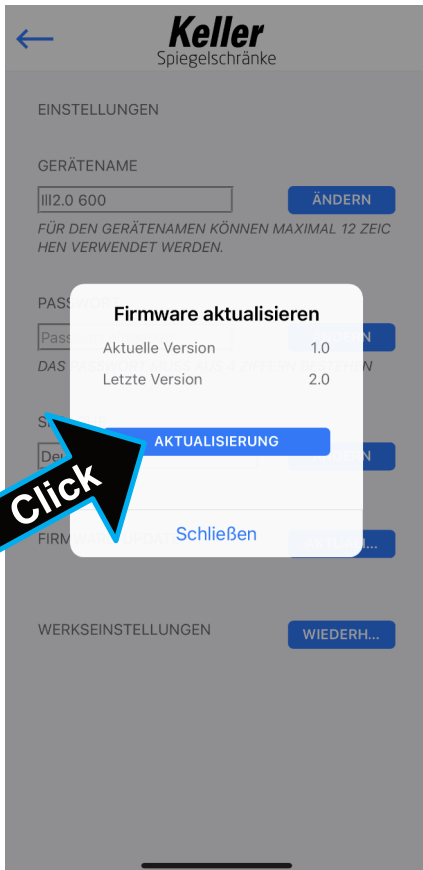 Keller
Spiegelschränke
EINSTELLUNGEN
GERÄTENAME
Ill2.0 600
ÄNDERN
FÜR DEN GERÄTENAMEN KÖNNEN MAXIMAL 12 ZEIC
HEN VERWENDET WERDEN.
Firmware aktualisieren
Aktuelle Version 1.0
Letzte Version 2.0
AKTUALISIERUNG
Click
Schließen
WERKSEINSTELLUNGEN
WIEDERH...